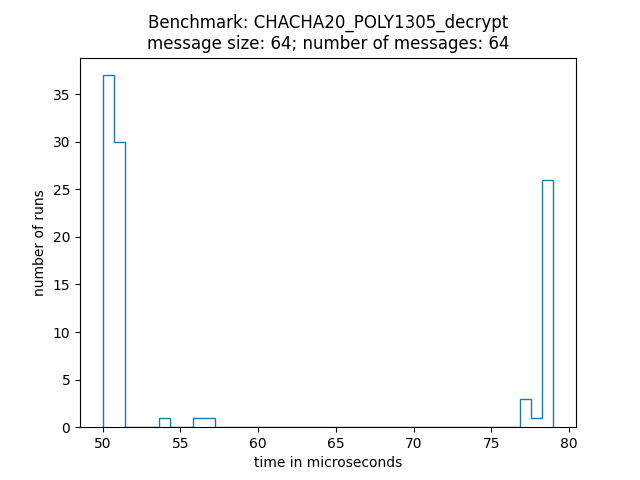 Benchmark: CHACHA20_POLY1305_decrypt
message size: 64; number of messages: 64
number of runs
35
30
25
20
15
10
5
0
50 55 60 65 70 75 80
time in microseconds